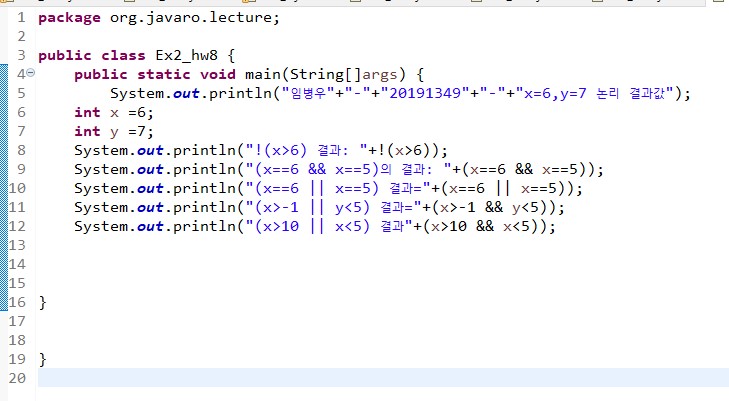 1 package org.javaro.lecture;
2
3 public class Ex2_hw8 {
4 public static void main(String[]args) {
5 System.out.println("임병우"+"-"+"20191349"+"-"+"x=6,y=7 논리 결과값");
6 int x =6;
7 int y =7;
8 System.out.println("!(x>6) 결과: "+!(x>6));
9 System.out.println("(x==6 && x==5)의 결과: "+(x==6 && x==5));
10 System.out.println("(x==6 || x==5) 결과="+(x==6 || x==5));
11 System.out.println("(x>-1 || y<5) 결과="+(x>-1 && y<5));
12 System.out.println("(x>10 || x<5) 결과"+(x>10 && x<5));
13
14
15
16 }
17
18
19 }
20